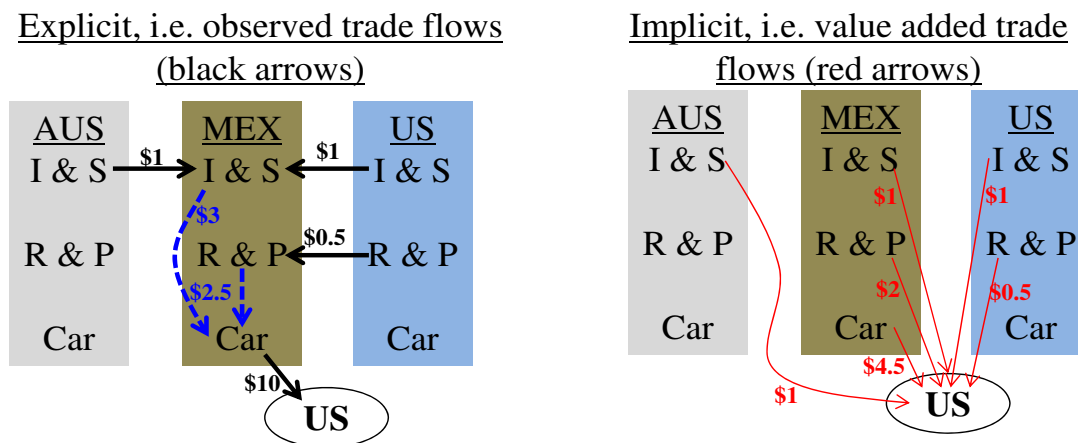 Explicit, i.e. observed trade flows
(black arrows)
AUS MEX US
$1 $1
I & S I & S I & S
$3
$0.5
R & P R & P R & P
$2.5
Car Car Car
$10
US
Implicit, i.e. value added trade
flows (red arrows)
AUS MEX US
I & S I & S I & S
$1 $1
R & P R & P R & P
$2 $0.5
Car Car Car
$4.5
$1
US